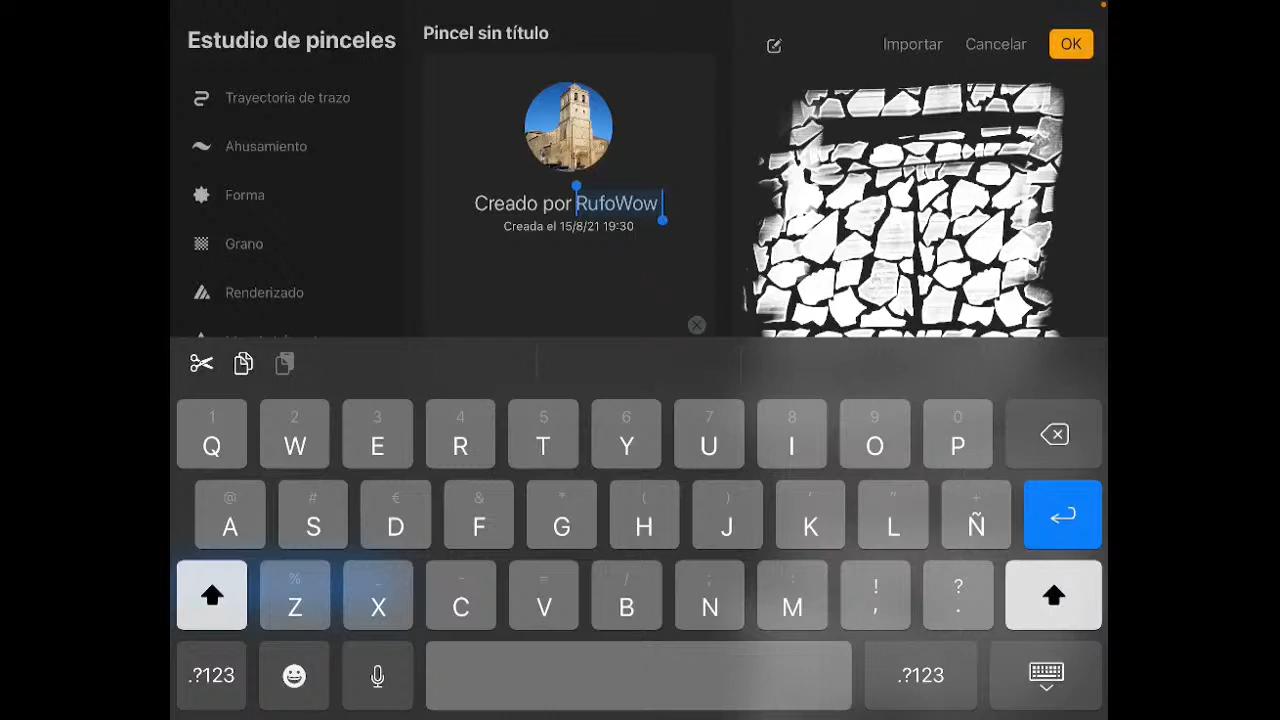 Estudio de pinceles
Trayectoria de trazo
Ahusamiento
Forma
Grano
Renderizado
Pincel sin título
Creado por RufoWow
Creada el 15/8/21 19:30
Importar Cancelar OK
1 2 3 4 5 6 7 8 9 0
Q W E R T Y U I O P
@ # € & * ( ) ' " +
A S D F G H J K L Ñ
% _ - = / ; : ! ?
Z X C V B N M , .
.?123 .?123